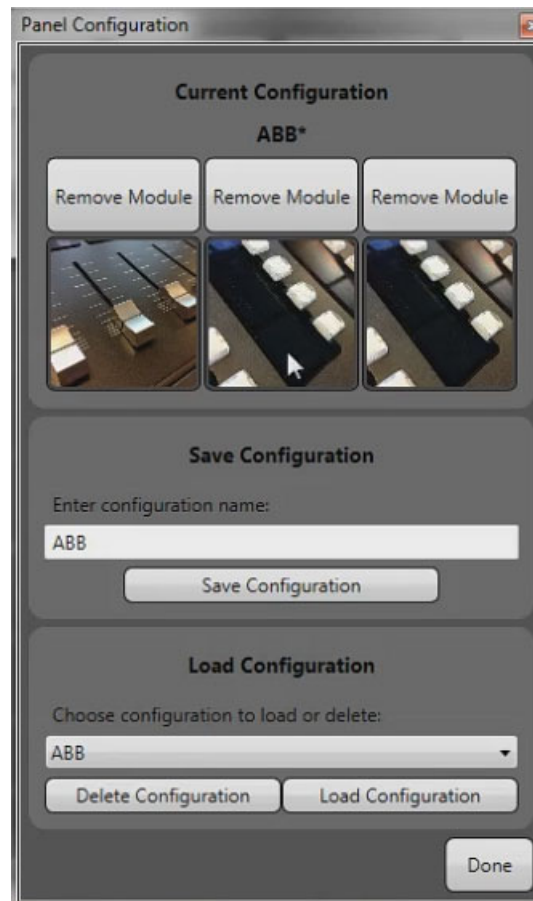 Panel Configuration
Current Configuration
ABB*
Remove Module Remove Module Remove Module
Save Configuration
Enter configuration name:
ABB
Save Configuration
Load Configuration
Choose configuration to load or delete:
ABB
Delete Configuration Load Configuration
Done